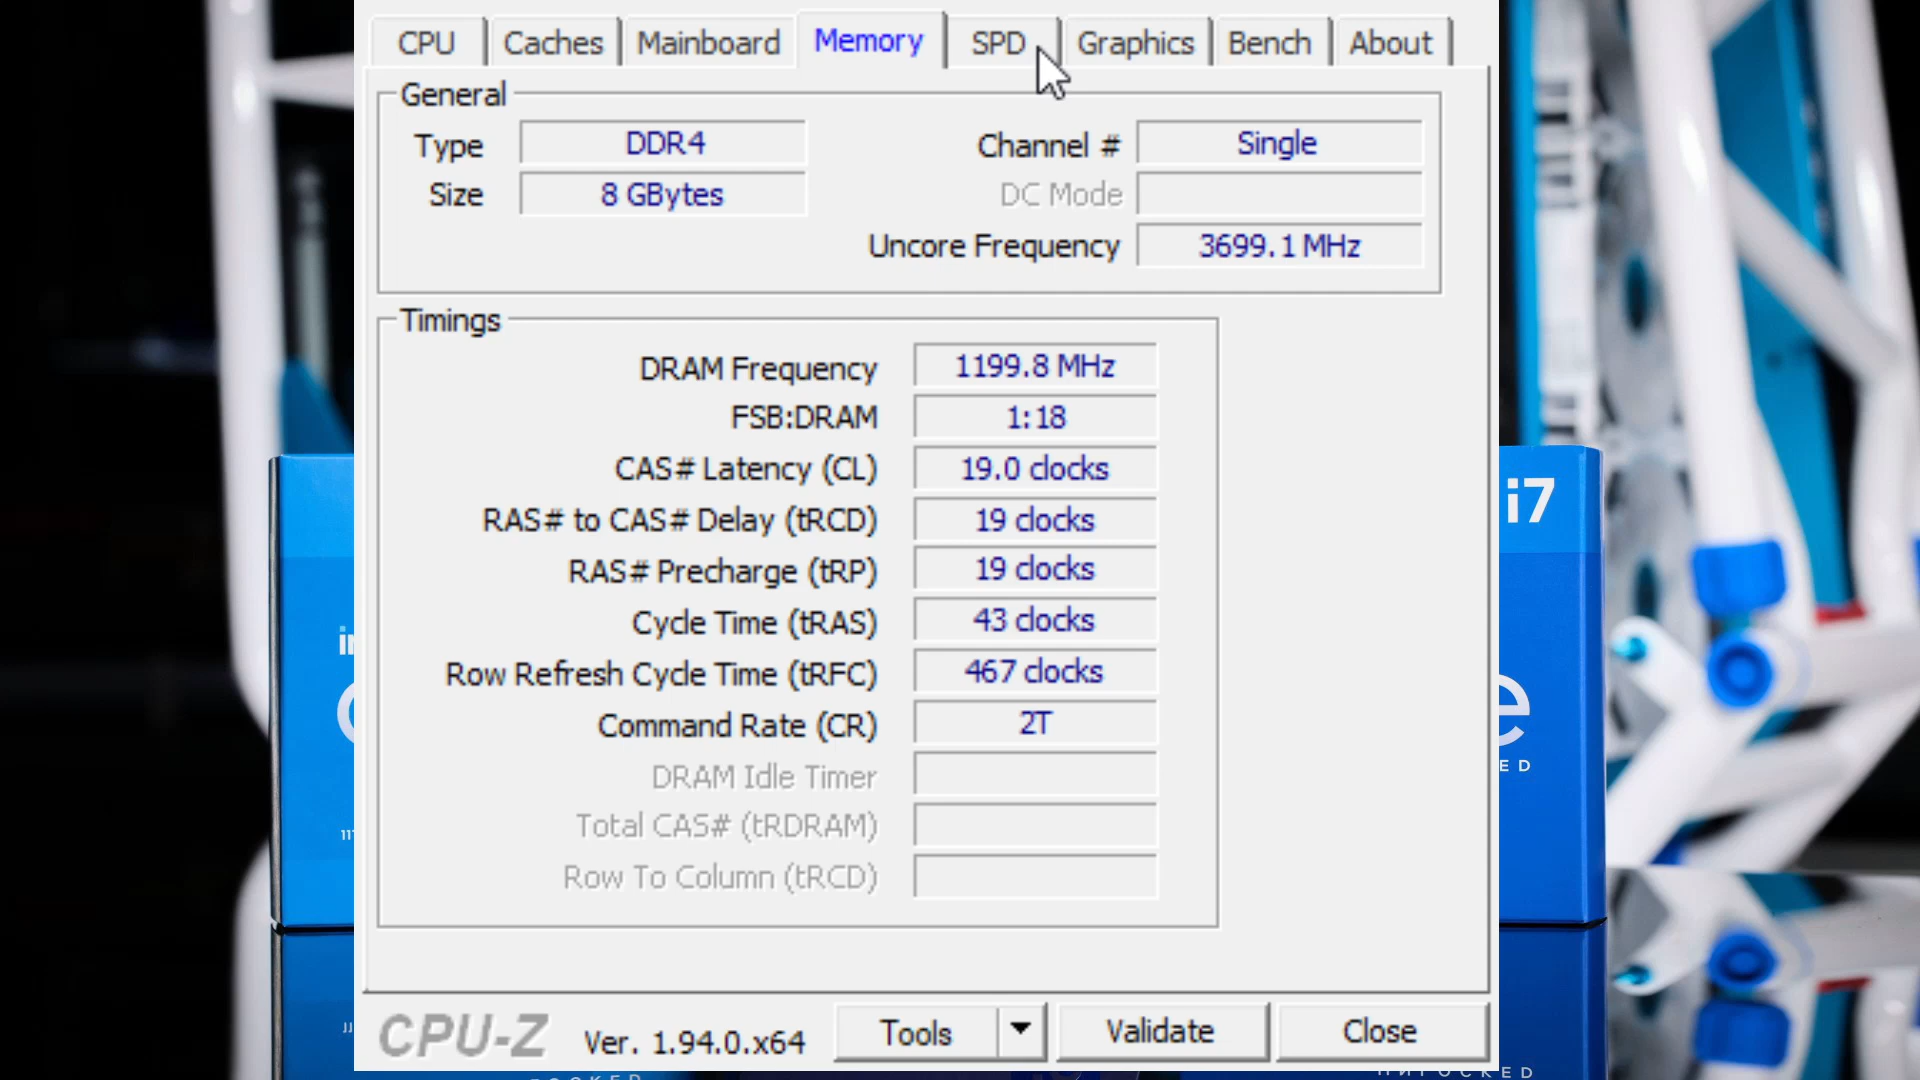 CPU Caches Mainboard Memory SPD Graphics Bench About
General
Type DDR4 Channel # Single
Size 8 GBytes DC Mode
Uncore Frequency 3699.1 MHz
Timings
DRAM Frequency 1199.8 MHz
FSB:DRAM 1:18
CAS# Latency (CL) 19.0 clocks
RAS# to CAS# Delay (tRCD) 19 clocks
RAS# Precharge (tRP) 19 clocks
Cycle Time (tRAS) 43 clocks
Row Refresh Cycle Time (tRFC) 467 clocks
Command Rate (CR) 2T
DRAM Idle Timer
Total CAS# (tRDRAM)
Row To Column (tRCD)
CPU-Z Ver. 1.94.0.x64 Tools Validate Close
i7